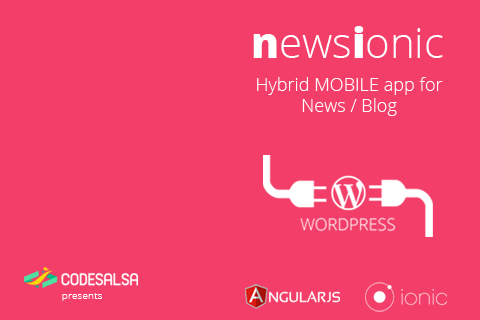 newsionic
Hybrid MOBILE app for
News / Blog
WORDPRESS
CODESALSA
presents
ANGULARJS
ionic